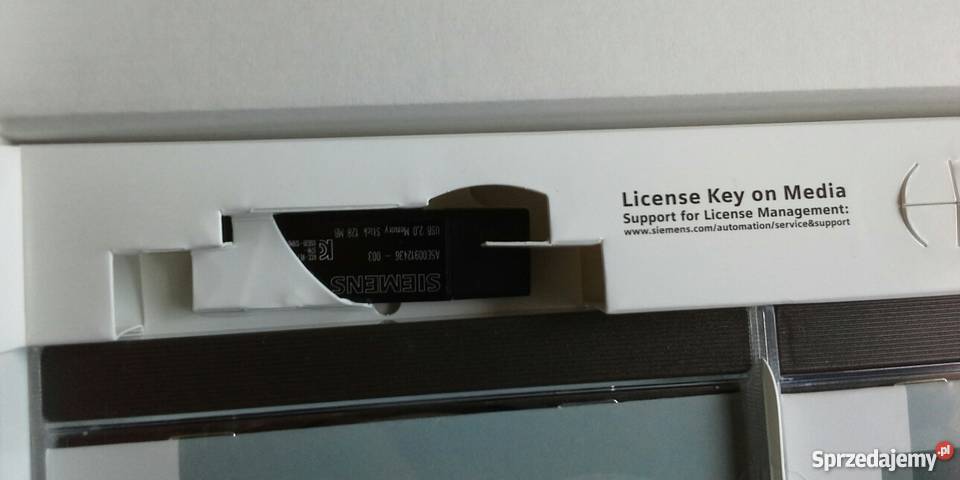 License Key on Media
Support for License Management:
www.siemens.com/automation/service&support
SIEMENS
A5E00912436 - 003
USB 2.0 Memory Stick 128 MB
Sprzedajemy.pl